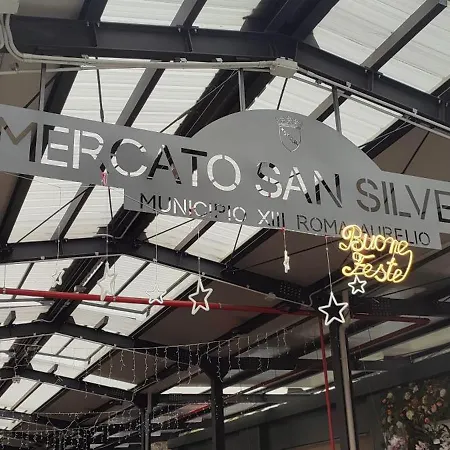 MERCATO SAN SILVE
MUNICIPIO XIII ROMA AURELIO
Buone
Feste